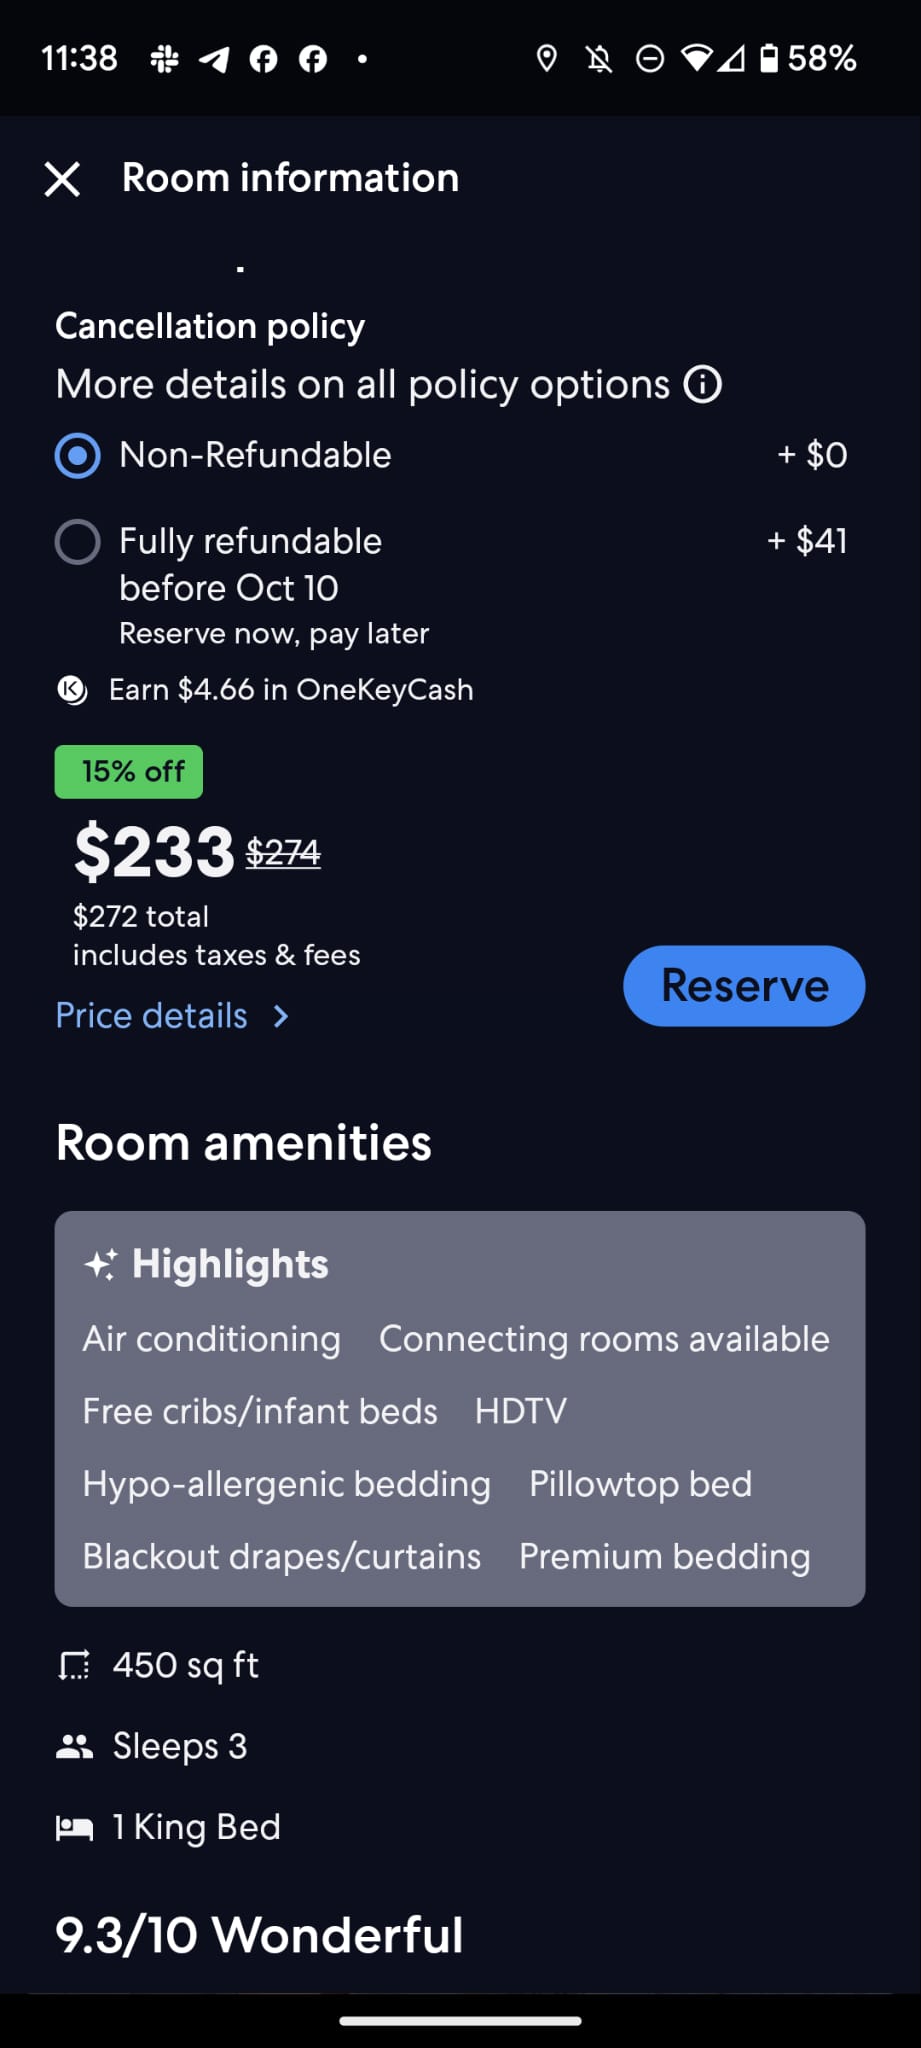 11:38
58%
Room information
Cancellation policy
More details on all policy options
Non-Refundable + $0
Fully refundable + $41
before Oct 10
Reserve now, pay later
Earn $4.66 in OneKeyCash
15% off
$233 $274
$272 total
includes taxes & fees
Reserve
Price details
Room amenities
Highlights
Air conditioning Connecting rooms available
Free cribs/infant beds HDTV
Hypo-allergenic bedding Pillowtop bed
Blackout drapes/curtains Premium bedding
450 sq ft
Sleeps 3
1 King Bed
9.3/10 Wonderful